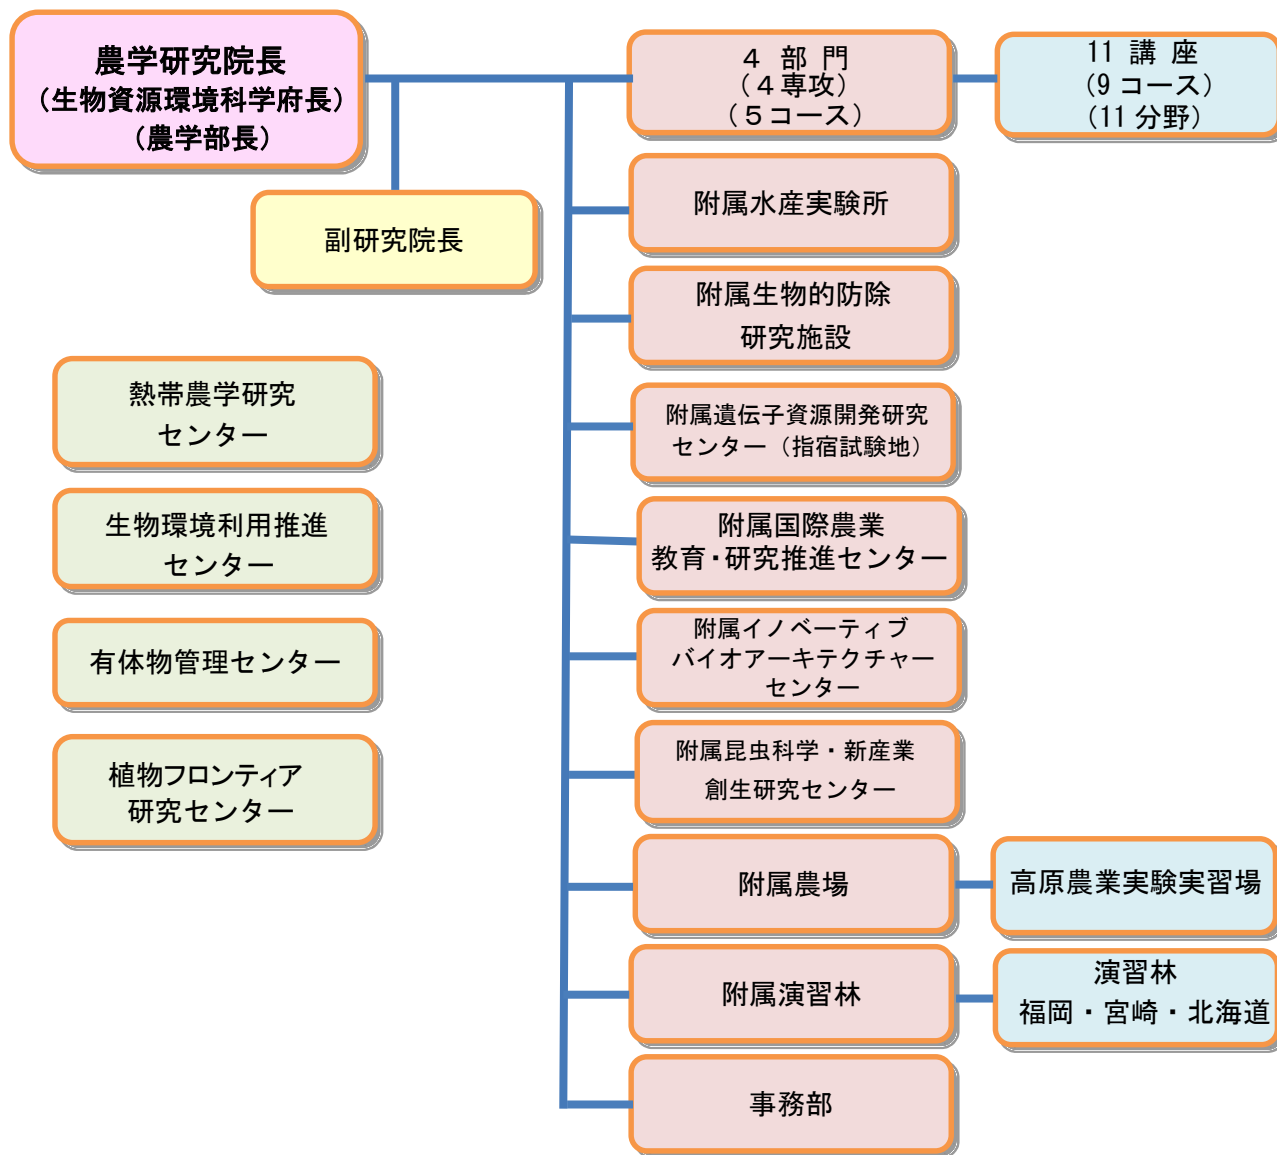 農学研究院長
（生物資源環境科学府長）
（農学部長）
副研究院長
4 部 門
（4 専攻）
（5 コース）
11 講 座
（9 コース）
（11 分野）
附属水産実験所
附属生物的防除
研究施設
附属遺伝子資源開発研究
センター（指宿試験地）
附属国際農業
教育・研究推進センター
附属イノベーティブ
バイオアーキテクチャー
センター
附属昆虫科学・新産業
創生研究センター
附属農場
高原農業実験実習場
附属演習林
演習林
福岡・宮崎・北海道
事務部
熱帯農学研究
センター
生物環境利用推進
センター
有体物管理センター
植物フロンティア
研究センター